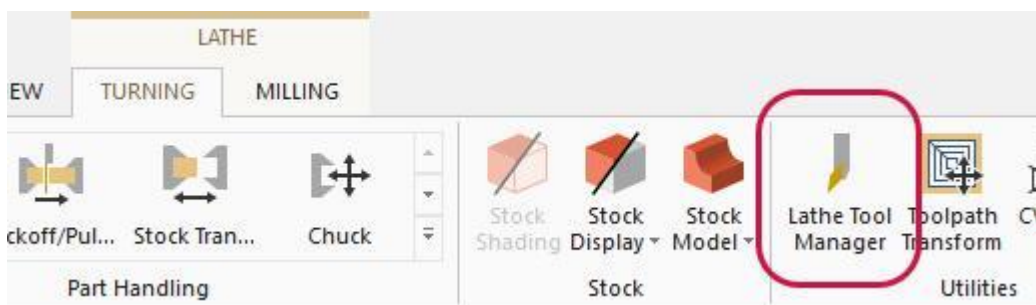 LATHE
EW TURNING MILLING
ckoff/Pul... Stock Tran... Chuck
Stock Shading
Stock Display
Stock Model
Lathe Tool Manager
Toolpath Transform
Part Handling
Stock
Utilities